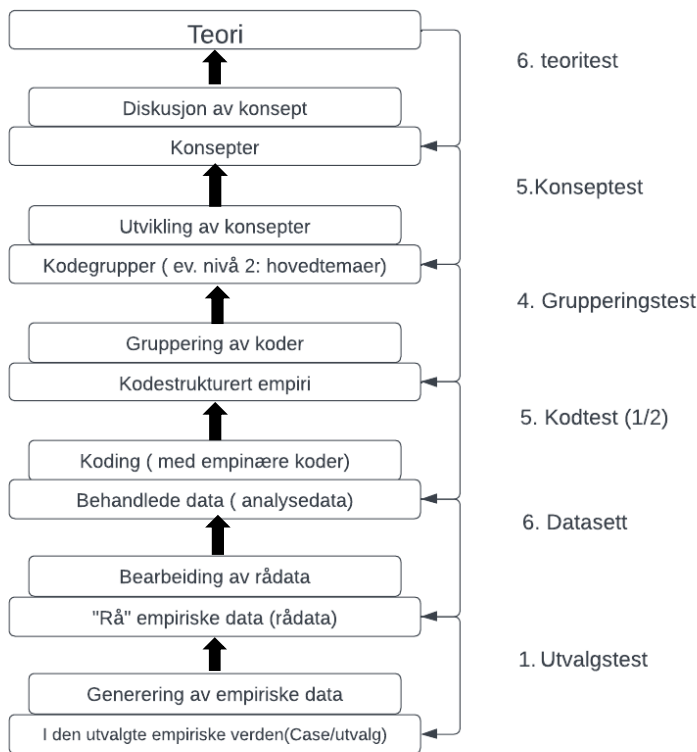 Teori
6. teoritest
Diskusjon av konsept
Konsepter
5.Konseptest
Utvikling av konsepter
Kodegrupper ( ev. nivå 2: hovedtemaer)
4. Grupperingstest
Gruppering av koder
Kodestrukturert empiri
5. Kodtest (1/2)
Koding ( med empinære koder)
Behandlede data ( analysedata)
6. Datasett
Bearbeiding av rådata
"Rå" empiriske data (rådata)
1. Utvalgstest
Generering av empiriske data
I den utvalgte empiriske verden(Case/utvalg)